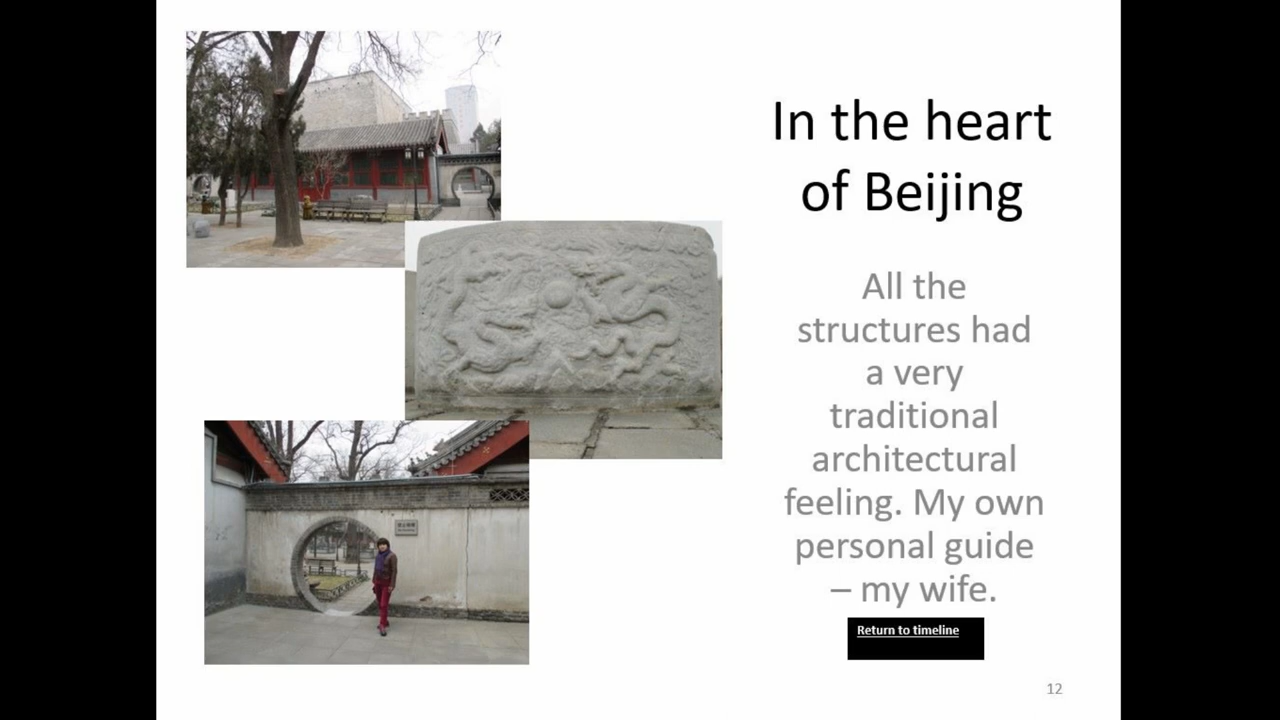 In the heart
of Beijing
All the
structures had
a very
traditional
architectural
feeling. My own
personal guide
– my wife.
Return to timeline
12